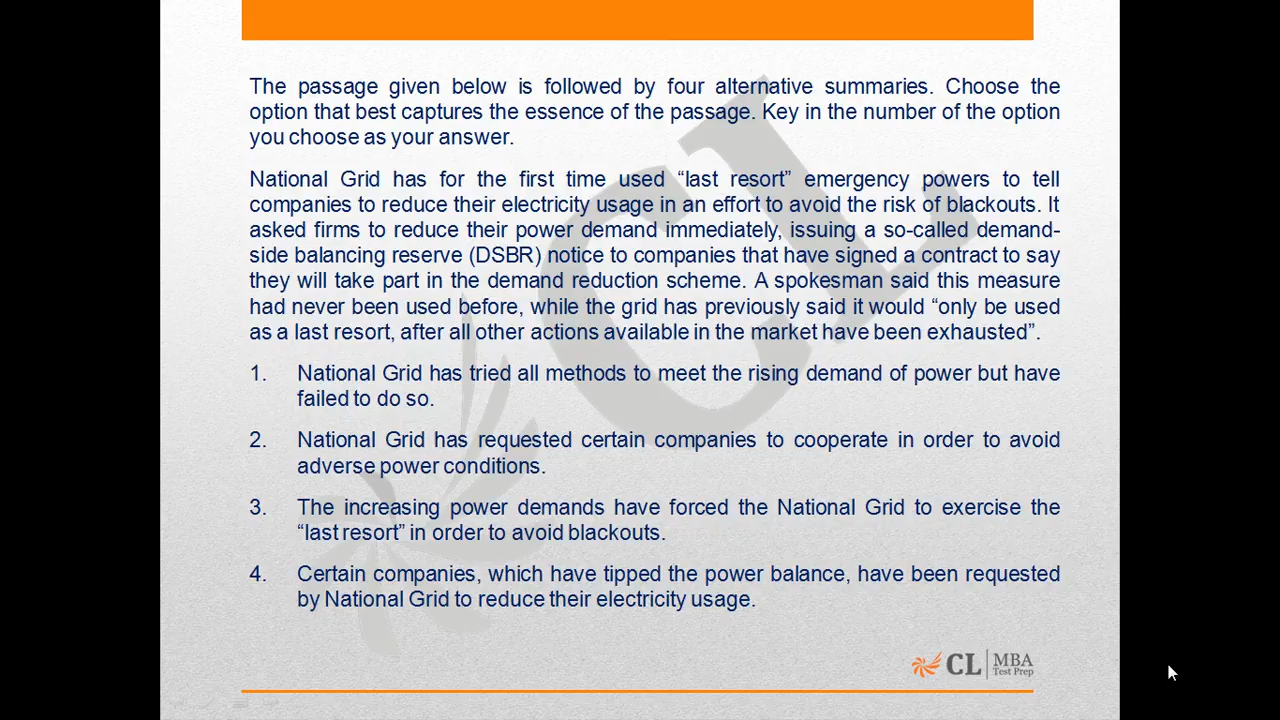 The passage given below is followed by four alternative summaries. Choose the
option that best captures the essence of the passage. Key in the number of the option
you choose as your answer.
National Grid has for the first time used “last resort” emergency powers to tell
companies to reduce their electricity usage in an effort to avoid the risk of blackouts. It
asked firms to reduce their power demand immediately, issuing a so-called demand-
side balancing reserve (DSBR) notice to companies that have signed a contract to say
they will take part in the demand reduction scheme. A spokesman said this measure
had never been used before, while the grid has previously said it would “only be used
as a last resort, after all other actions available in the market have been exhausted”.
1. National Grid has tried all methods to meet the rising demand of power but have
failed to do so.
2. National Grid has requested certain companies to cooperate in order to avoid
adverse power conditions.
3. The increasing power demands have forced the National Grid to exercise the
“last resort” in order to avoid blackouts.
4. Certain companies, which have tipped the power balance, have been requested
by National Grid to reduce their electricity usage.
CL
CL MBA
Test Prep